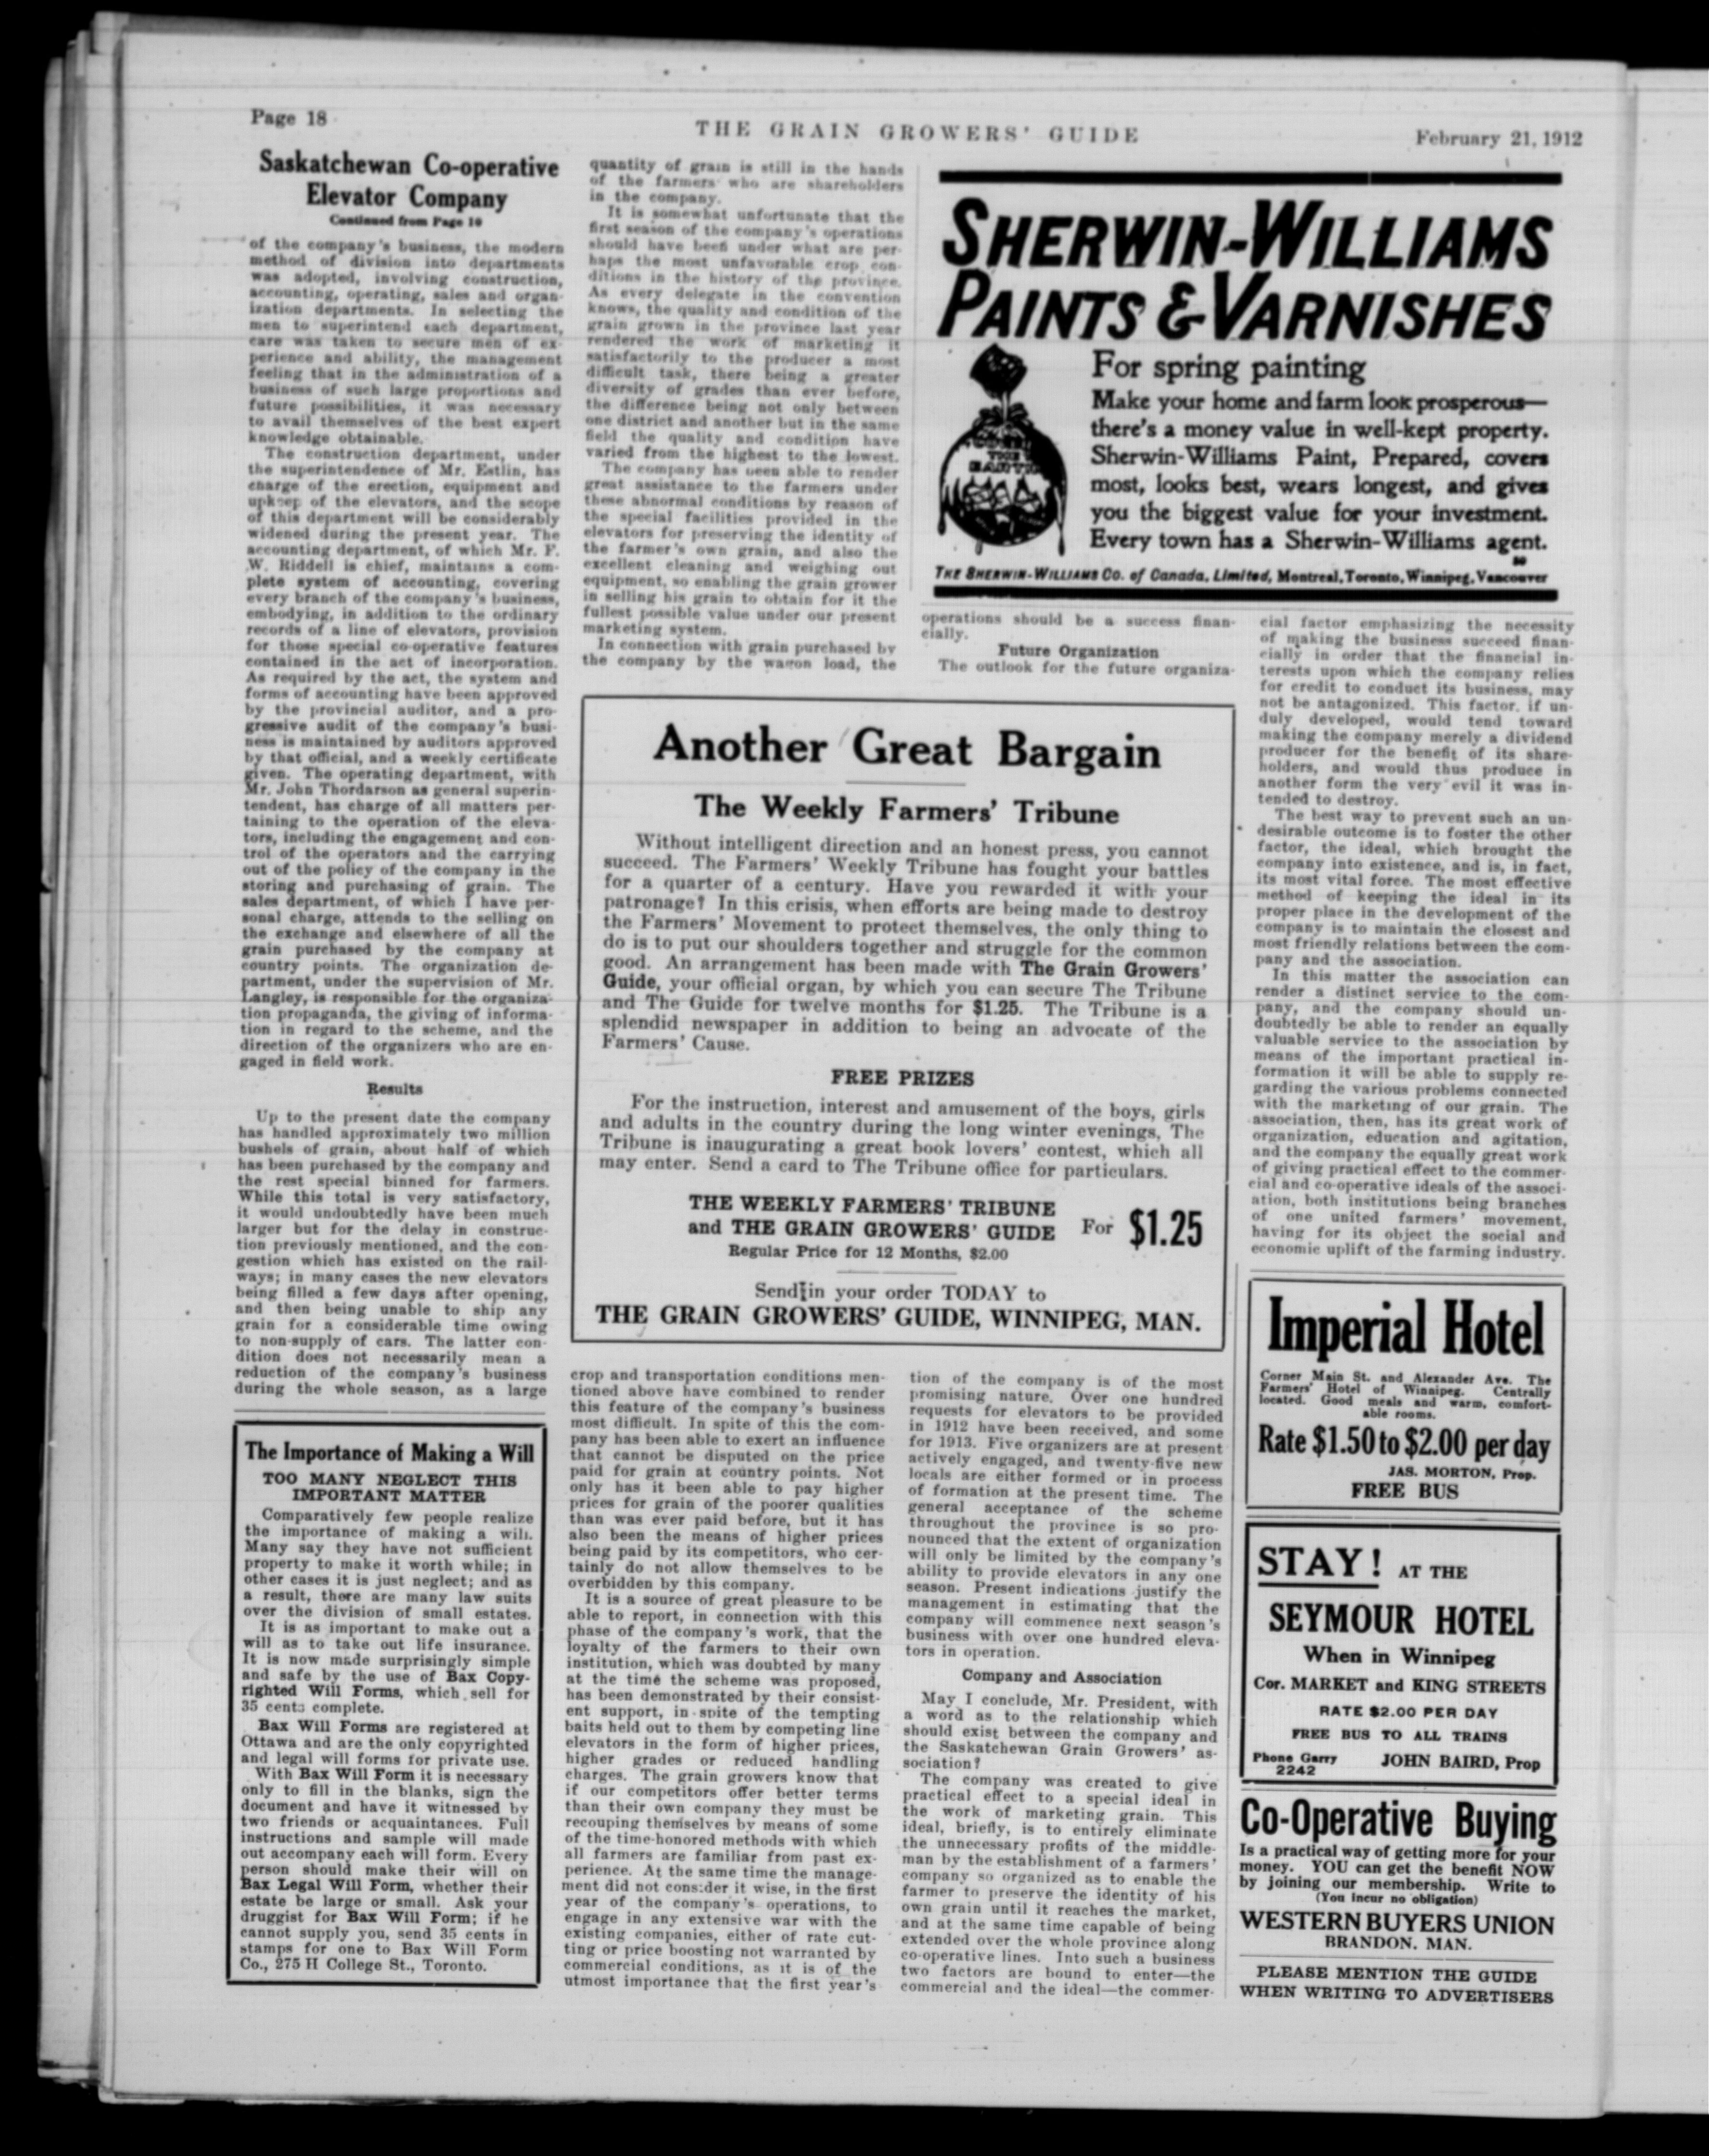 Page 18
THE GRAIN GROWERS' GUIDE
February 21, 1912
Saskatchewan Co-operative
Elevator Company
Continued from Page 10
of the company's business, the modern
method of division into departments
was adopted, involving construction,
accounting, operating, sales and organ-
ization departments. In selecting the
men to superintend each department,
care was taken to secure men of ex-
perience and ability, the management
feeling that in the administration of a
business of such large proportions and
future possibilities, it was necessary
to avail themselves of the best expert
knowledge obtainable.
The construction department, under
the superintendence of Mr. Estlin, has
charge of the erection, equipment and
upkeep of the elevators, and the scope
of this department will be considerably
widened during the present year. The
accounting department, of which Mr. F.
W. Riddell is chief, maintains a com-
plete system of accounting, covering
every branch of the company's business,
embodying, in addition to the ordinary
records of a line of elevators, provision
for those special co-operative features
contained in the act of incorporation.
As required by the act, the system and
forms of accounting have been approved
by the provincial auditor, and a pro-
gressive audit of the company's busi-
ness is maintained by auditors approved
by that official, and a weekly certificate
given. The operating department, with
Mr. John Thordarson as general superin-
tendent, has charge of all matters per-
taining to the operation of the eleva-
tors, including the engagement and con-
trol of the operators and the carrying
out of the policy of the company in the
storing and purchasing of grain. The
sales department, of which I have per-
sonal charge, attends to the selling on
the exchange and elsewhere of all the
grain purchased by the company at
country points. The organization de-
partment, under the supervision of Mr.
Langley, is responsible for the organiza-
tion propaganda, the giving of informa-
tion in regard to the scheme, and the
direction of the organizers who are en-
gaged in field work.
Results
Up to the present date the company
has handled approximately two million
bushels of grain, about half of which
has been purchased by the company and
the rest special binned for farmers.
While this total is very satisfactory,
it would undoubtedly have been much
larger but for the delay in construc-
tion previously mentioned, and the con-
gestion which has existed on the rail-
ways; in many cases the new elevators
being filled a few days after opening,
and then being unable to ship any
grain for a considerable time owing
to non-supply of cars. The latter con-
dition does not necessarily mean a
reduction of the company's business
during the whole season, as a large
quantity of grain is still in the hands
of the farmers who are shareholders
in the company.
It is somewhat unfortunate that the
first season of the company's operations
should have been under what are per-
haps the most unfavorable crop con-
ditions in the history of the province.
As every delegate in the convention
knows, the quality and condition of the
grain grown in the province last year
rendered the work of marketing it
satisfactorily to the producer a most
difficult task, there being a greater
diversity of grades than ever before,
the difference being not only between
one district and another but in the same
field the quality and condition have
varied from the highest to the lowest.
The company has been able to render
great assistance to the farmers under
these abnormal conditions by reason of
the special facilities provided in the
elevators for preserving the identity of
the farmer's own grain, and also the
excellent cleaning and weighing out
equipment, so enabling the grain grower
in selling his grain to obtain for it the
fullest possible value under our present
marketing system.
In connection with grain purchased by
the company by the wagon load, the
crop and transportation conditions men-
tioned above have combined to render
this feature of the company's business
most difficult. In spite of this the com-
pany has been able to exert an influence
that cannot be disputed on the price
paid for grain at country points. Not
only has it been able to pay higher
prices for grain of the poorer qualities
than was ever paid before, but it has
also been the means of higher prices
being paid by its competitors, who cer-
tainly do not allow themselves to be
overbidden by this company.
It is a source of great pleasure to be
able to report, in connection with this
phase of the company's work, that the
loyalty of the farmers to their own
institution, which was doubted by many
at the time the scheme was proposed,
has been demonstrated by their consist-
ent support, in spite of the tempting
baits held out to them by competing line
elevators in the form of higher prices,
higher grades or reduced handling
charges. The grain growers know that
if our competitors offer better terms
than their own company they must be
recouping themselves by means of some
of the time-honored methods with which
all farmers are familiar from past ex-
perience. At the same time the manage-
ment did not consider it wise, in the first
year of the company's operations, to
engage in any extensive war with the
existing companies, either of rate cut-
ting or price boosting not warranted by
commercial conditions, as it is of the
utmost importance that the first year's
operations should be a success finan-
cially.
Future Organization
The outlook for the future organiza-
tion of the company is of the most
promising nature. Over one hundred
requests for elevators to be provided
in 1912 have been received, and some
for 1913. Five organizers are at present
actively engaged, and twenty-five new
locals are either formed or in process
of formation at the present time. The
general acceptance of the scheme
throughout the province is so pro-
nounced that the extent of organization
will only be limited by the company's
ability to provide elevators in any one
season. Present indications justify the
management in estimating that the
company will commence next season's
business with over one hundred eleva-
tors in operation.
Company and Association
May I conclude, Mr. President, with
a word as to the relationship which
should exist between the company and
the Saskatchewan Grain Growers' as-
sociation?
The company was created to give
practical effect to a special ideal in
the work of marketing grain. This
ideal, briefly, is to entirely eliminate
the unnecessary profits of the middle-
man by the establishment of a farmers'
company so organized as to enable the
farmer to preserve the identity of his
own grain until it reaches the market,
and at the same time capable of being
extended over the whole province along
co-operative lines. Into such a business
two factors are bound to enter—the
commercial and the ideal—the commer-
cial factor emphasizing the necessity
of making the business succeed finan-
cially in order that the financial in-
terests upon which the company relies
for credit to conduct its business, may
not be antagonized. This factor, if un-
duly developed, would tend toward
making the company merely a dividend
producer for the benefit of its share-
holders, and would thus produce in
another form the very evil it was in-
tended to destroy.
The best way to prevent such an un-
desirable outcome is to foster the other
factor, the ideal, which brought the
company into existence, and is, in fact,
its most vital force. The most effective
method of keeping the ideal in its
proper place in the development of the
company is to maintain the closest and
most friendly relations between the com-
pany and the association.
In this matter the association can
render a distinct service to the com-
pany, and the company should un-
doubtedly be able to render an equally
valuable service to the association by
means of the important practical in-
formation it will be able to supply re-
garding the various problems connected
with the marketing of our grain. The
association, then, has its great work of
organization, education and agitation,
and the company the equally great work
of giving practical effect to the commer-
cial and co-operative ideals of the associ-
ation, both institutions being branches
of one united farmers' movement,
having for its object the social and
economic uplift of the farming industry.
SHERWIN-WILLIAMS
PAINTS & VARNISHES
COVER
THE
EARTH
For spring painting
Make your home and farm look prosperous—
there's a money value in well-kept property.
Sherwin-Williams Paint, Prepared, covers
most, looks best, wears longest, and gives
you the biggest value for your investment.
Every town has a Sherwin-Williams agent.
THE SHERWIN-WILLIAMS CO. of Canada, Limited, Montreal, Toronto, Winnipeg, Vancouver
Another Great Bargain
The Weekly Farmers' Tribune
Without intelligent direction and an honest press, you cannot
succeed. The Farmers' Weekly Tribune has fought your battles
for a quarter of a century. Have you rewarded it with your
patronage? In this crisis, when efforts are being made to destroy
the Farmers' Movement to protect themselves, the only thing to
do is to put our shoulders together and struggle for the common
good. An arrangement has been made with The Grain Growers'
Guide, your official organ, by which you can secure The Tribune
and The Guide for twelve months for $1.25. The Tribune is a
splendid newspaper in addition to being an advocate of the
Farmers' Cause.
FREE PRIZES
For the instruction, interest and amusement of the boys, girls
and adults in the country during the long winter evenings, The
Tribune is inaugurating a great book lovers' contest, which all
may enter. Send a card to The Tribune office for particulars.
THE WEEKLY FARMERS' TRIBUNE
and THE GRAIN GROWERS' GUIDE For $1.25
Regular Price for 12 Months, $2.00
Send in your order TODAY to
THE GRAIN GROWERS' GUIDE, WINNIPEG, MAN.
The Importance of Making a Will
TOO MANY NEGLECT THIS
IMPORTANT MATTER
Comparatively few people realize
the importance of making a will.
Many say they have not sufficient
property to make it worth while; in
other cases it is just neglect; and as
a result, there are many law suits
over the division of small estates.
It is as important to make out a
will as to take out life insurance.
It is now made surprisingly simple
and safe by the use of Bax Copy-
righted Will Forms, which sell for
35 cents complete.
Bax Will Forms are registered at
Ottawa and are the only copyrighted
and legal will forms for private use.
With Bax Will Form it is necessary
only to fill in the blanks, sign the
document and have it witnessed by
two friends or acquaintances. Full
instructions and sample will made
out accompany each will form. Every
person should make their will on
Bax Legal Will Form, whether their
estate be large or small. Ask your
druggist for Bax Will Form; if he
cannot supply you, send 35 cents in
stamps for one to Bax Will Form
Co., 275 H College St., Toronto.
Imperial Hotel
Corner Main St. and Alexander Ave. The
Farmers' Hotel of Winnipeg. Centrally
located. Good meals and warm, comfort-
able rooms.
Rate $1.50 to $2.00 per day
JAS. MORTON, Prop.
FREE BUS
STAY! AT THE
SEYMOUR HOTEL
When in Winnipeg
Cor. MARKET and KING STREETS
RATE $2.00 PER DAY
FREE BUS TO ALL TRAINS
Phone Garry
2242
JOHN BAIRD, Prop
Co-Operative Buying
Is a practical way of getting more for your
money. YOU can get the benefit NOW
by joining our membership. Write to
(You incur no obligation)
WESTERN BUYERS UNION
BRANDON, MAN.
PLEASE MENTION THE GUIDE
WHEN WRITING TO ADVERTISERS